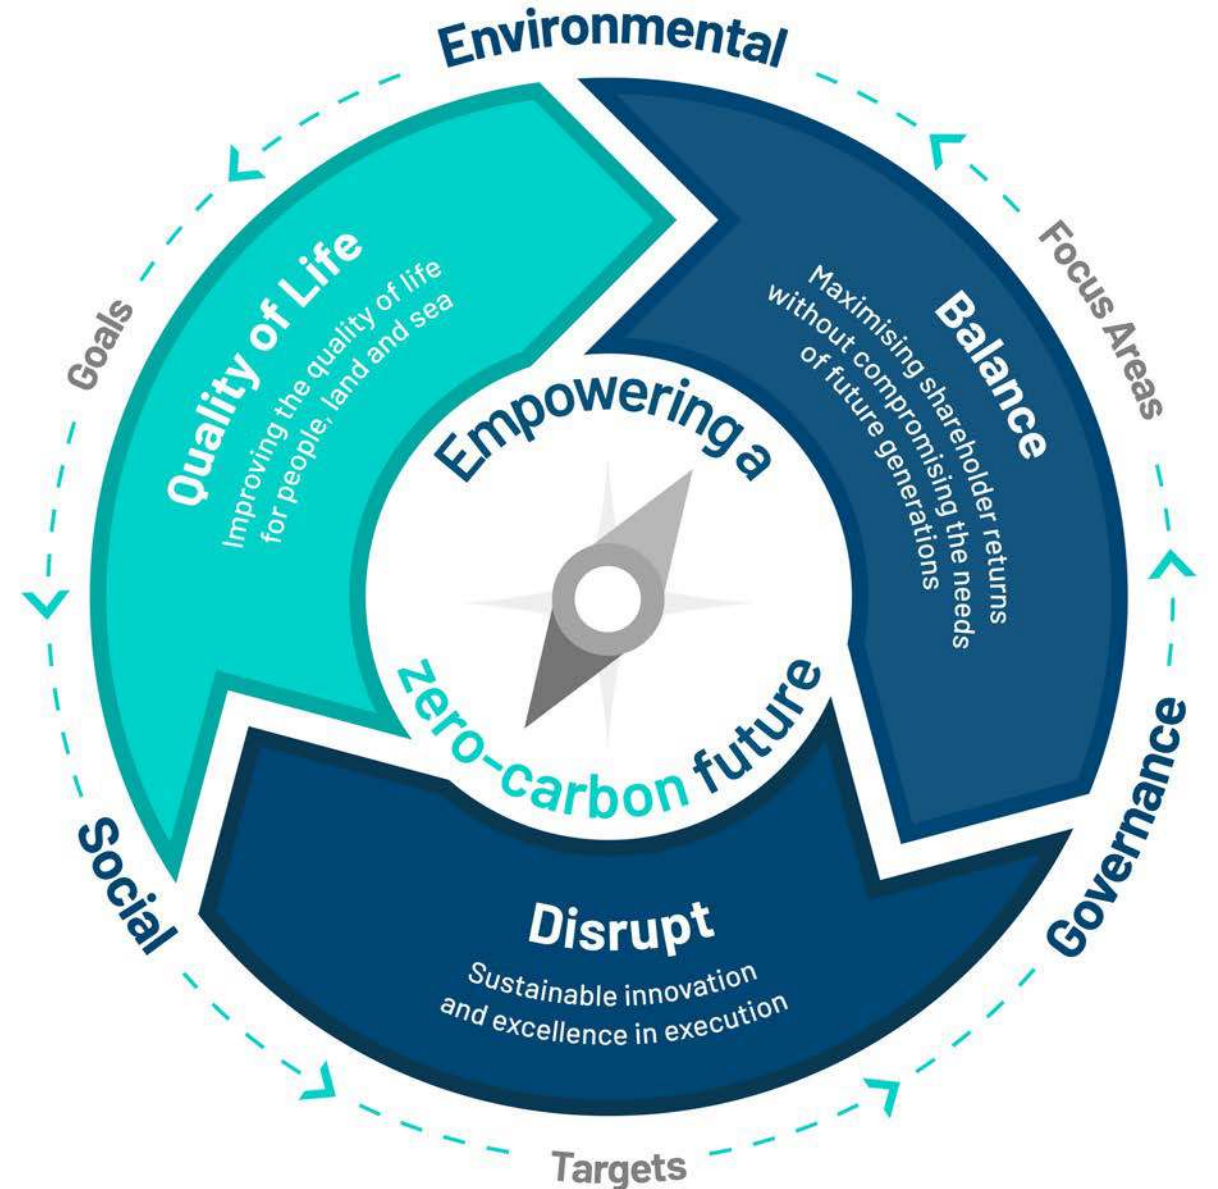 Environmental
Focus Areas
Governance
Targets
Social
Goals
Quality of Life
Improving the quality of life
for people, land and sea
Balance
Maximising shareholder returns
without compromising the needs
of future generations
Disrupt
Sustainable innovation
and excellence in execution
Empowering a
zero-carbon future